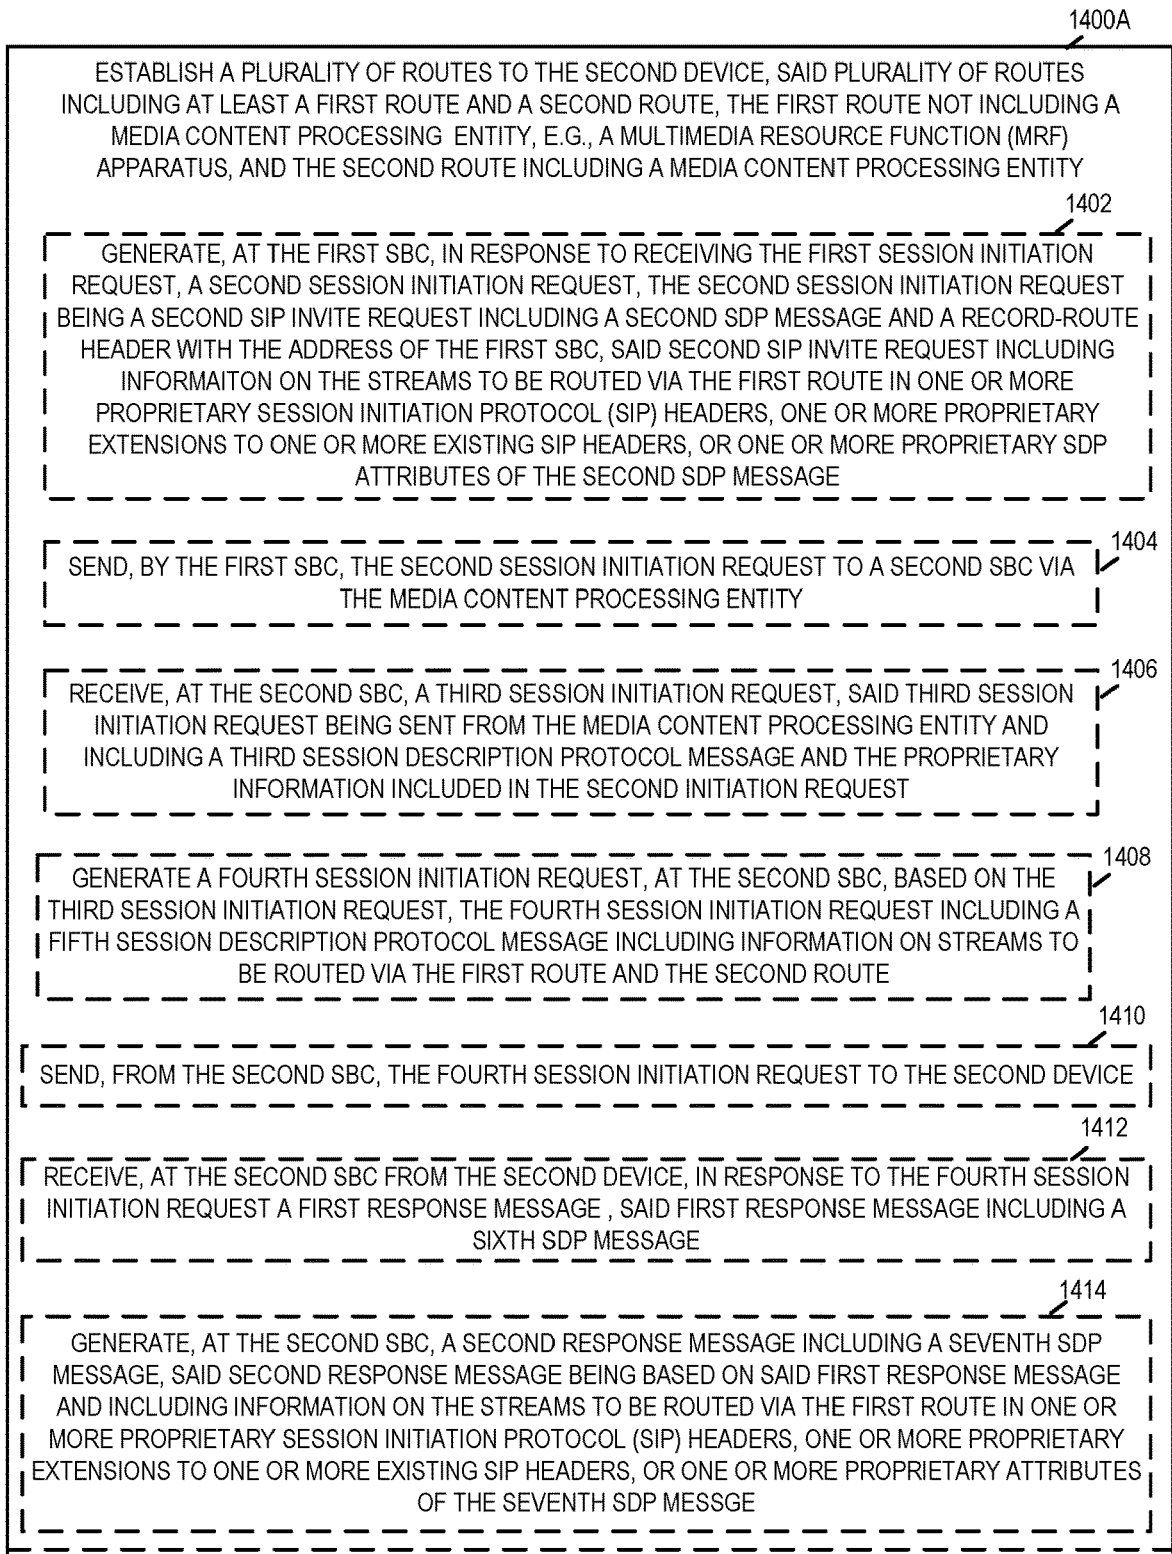 1400A
ESTABLISH A PLURALITY OF ROUTES TO THE SECOND DEVICE, SAID PLURALITY OF ROUTES
INCLUDING AT LEAST A FIRST ROUTE AND A SECOND ROUTE, THE FIRST ROUTE NOT INCLUDING A
MEDIA CONTENT PROCESSING ENTITY, E.G., A MULTIMEDIA RESOURCE FUNCTION (MRF)
APPARATUS, AND THE SECOND ROUTE INCLUDING A MEDIA CONTENT PROCESSING ENTITY
1402
GENERATE, AT THE FIRST SBC, IN RESPONSE TO RECEIVING THE FIRST SESSION INITIATION
REQUEST, A SECOND SESSION INITIATION REQUEST, THE SECOND SESSION INITIATION REQUEST
BEING A SECOND SIP INVITE REQUEST INCLUDING A SECOND SDP MESSAGE AND A RECORD-ROUTE
HEADER WITH THE ADDRESS OF THE FIRST SBC, SAID SECOND SIP INVITE REQUEST INCLUDING
INFORMAITON ON THE STREAMS TO BE ROUTED VIA THE FIRST ROUTE IN ONE OR MORE
PROPRIETARY SESSION INITIATION PROTOCOL (SIP) HEADERS, ONE OR MORE PROPRIETARY
EXTENSIONS TO ONE OR MORE EXISTING SIP HEADERS, OR ONE OR MORE PROPRIETARY SDP
ATTRIBUTES OF THE SECOND SDP MESSAGE
1404
SEND, BY THE FIRST SBC, THE SECOND SESSION INITIATION REQUEST TO A SECOND SBC VIA
THE MEDIA CONTENT PROCESSING ENTITY
1406
RECEIVE, AT THE SECOND SBC, A THIRD SESSION INITIATION REQUEST, SAID THIRD SESSION
INITIATION REQUEST BEING SENT FROM THE MEDIA CONTENT PROCESSING ENTITY AND
INCLUDING A THIRD SESSION DESCRIPTION PROTOCOL MESSAGE AND THE PROPRIETARY
INFORMATION INCLUDED IN THE SECOND INITIATION REQUEST
1408
GENERATE A FOURTH SESSION INITIATION REQUEST, AT THE SECOND SBC, BASED ON THE
THIRD SESSION INITIATION REQUEST, THE FOURTH SESSION INITIATION REQUEST INCLUDING A
FIFTH SESSION DESCRIPTION PROTOCOL MESSAGE INCLUDING INFORMATION ON STREAMS TO
BE ROUTED VIA THE FIRST ROUTE AND THE SECOND ROUTE
1410
SEND, FROM THE SECOND SBC, THE FOURTH SESSION INITIATION REQUEST TO THE SECOND DEVICE
1412
RECEIVE, AT THE SECOND SBC FROM THE SECOND DEVICE, IN RESPONSE TO THE FOURTH SESSION
INITIATION REQUEST A FIRST RESPONSE MESSAGE , SAID FIRST RESPONSE MESSAGE INCLUDING A
SIXTH SDP MESSAGE
1414
GENERATE, AT THE SECOND SBC, A SECOND RESPONSE MESSAGE INCLUDING A SEVENTH SDP
MESSAGE, SAID SECOND RESPONSE MESSAGE BEING BASED ON SAID FIRST RESPONSE MESSAGE
AND INCLUDING INFORMATION ON THE STREAMS TO BE ROUTED VIA THE FIRST ROUTE IN ONE OR
MORE PROPRIETARY SESSION INITIATION PROTOCOL (SIP) HEADERS, ONE OR MORE PROPRIETARY
EXTENSIONS TO ONE OR MORE EXISTING SIP HEADERS, OR ONE OR MORE PROPRIETARY ATTRIBUTES
OF THE SEVENTH SDP MESSGE